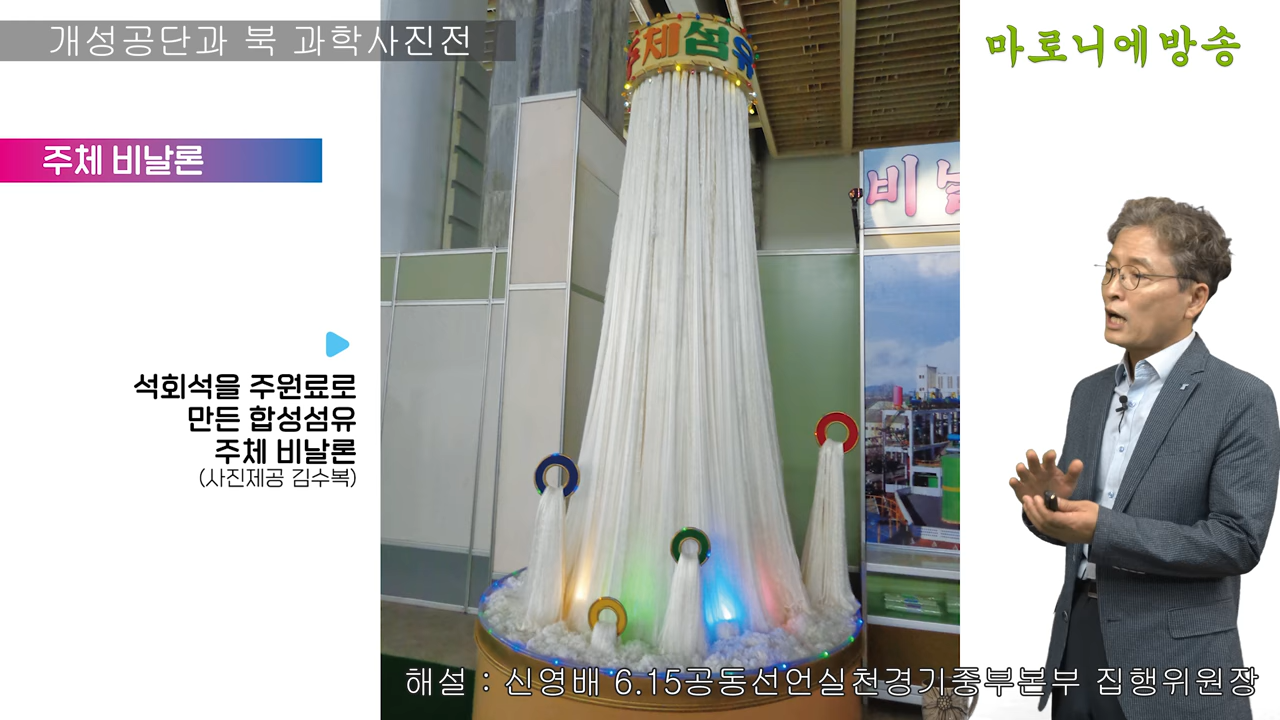 개성공단과 북 과학사진전
마로니에방송
주체섬유
비날
주체 비날론
석회석을 주원료로
만든 합성섬유
주체 비날론
(사진제공 김수복)
해설 : 신영배 6.15공동선언실천경기중부본부 집행위원장